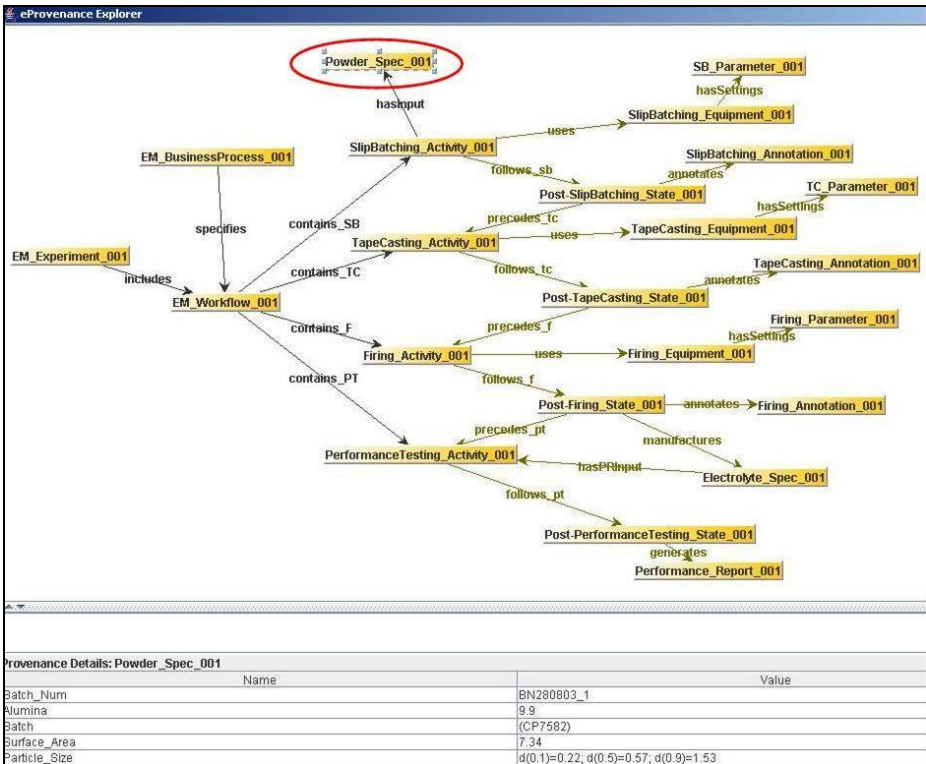 eProvenance Explorer
Powder_Spec_001
SB_Parameter_001
hasSettings
hasInput
SlipBatching_Equipment_001
uses
SlipBatching_Activity_001
EM_BusinessProcess_001
SlipBatching_Annotation_001
follows_sb
annotates
Post-SlipBatching_State_001
TC_Parameter_001
hasSettings
contains_SB
precedes_tc
specifies
TapeCasting_Activity_001
uses
TapeCasting_Equipment_001
EM_Experiment_001
contains_TC
follows_tc
TapeCasting_Annotation_001
includes
annotates
EM_Workflow_001
Post-TapeCasting_State_001
contains_F
precedes_f
Firing_Parameter_001
hasSettings
Firing_Activity_001
uses
Firing_Equipment_001
contains_PT
follows_f
Post-Firing_State_001
annotates
Firing_Annotation_001
precedes_pt
manufactures
PerformanceTesting_Activity_001
hasPRInput
Electrolyte_Spec_001
follows_pt
Post-PerformanceTesting_State_001
generates
Performance_Report_001
Provenance Details: Powder_Spec_001
Name Value
Batch_Num BN280803_1
Alumina 9.9
Batch (CP7582)
Surface_Area 7.34
Particle_Size d(0.1)=0.22; d(0.5)=0.57; d(0.9)=1.53